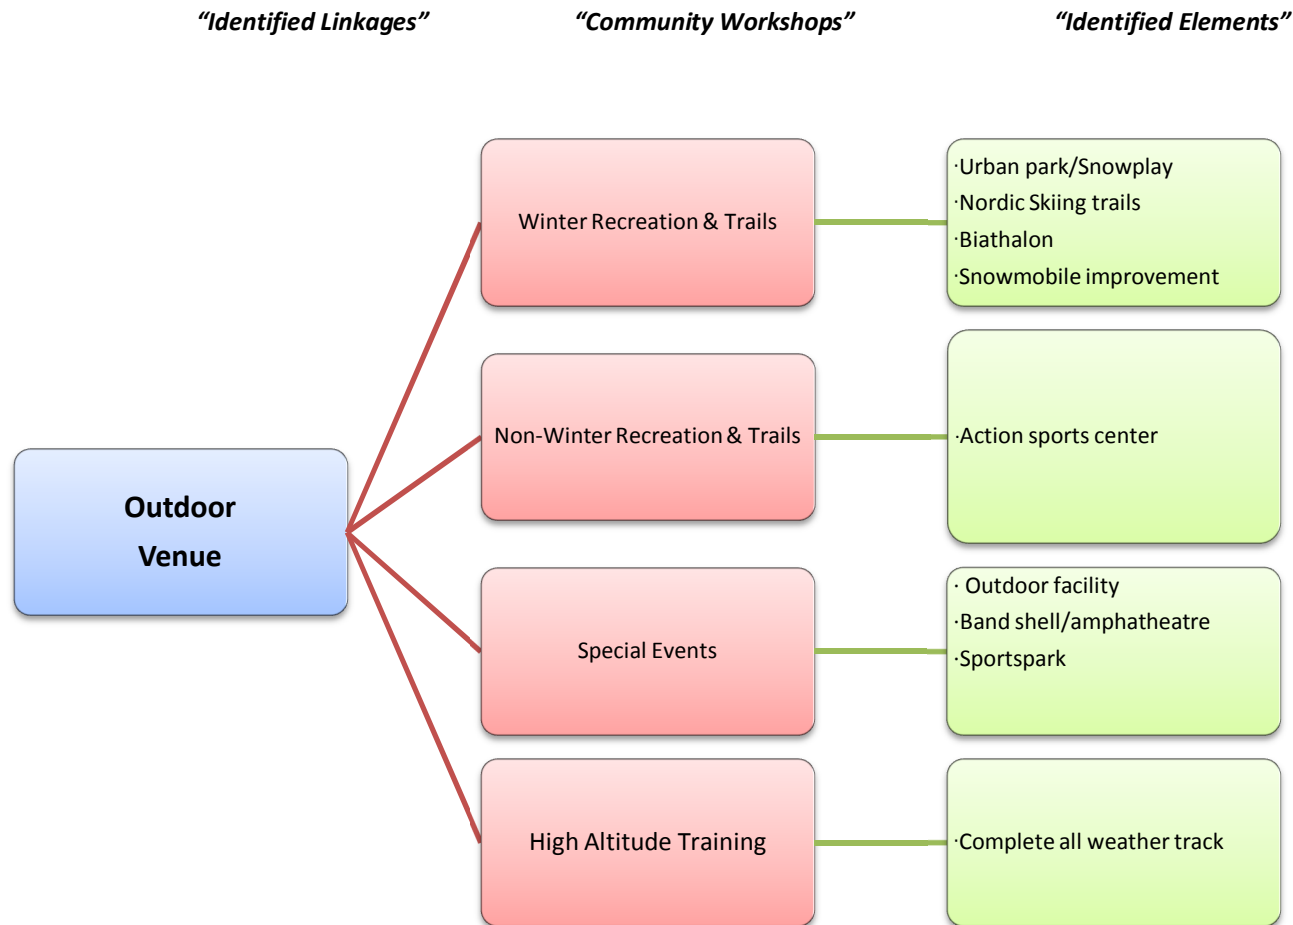 “Identified Linkages” “Community Workshops” “Identified Elements”
Winter Recreation & Trails
·Urban park/Snowplay
·Nordic Skiing trails
·Biathalon
·Snowmobile improvement
Non-Winter Recreation & Trails
·Action sports center
Outdoor
Venue
Special Events
· Outdoor facility
·Band shell/amphatheatre
·Sportspark
High Altitude Training
·Complete all weather track